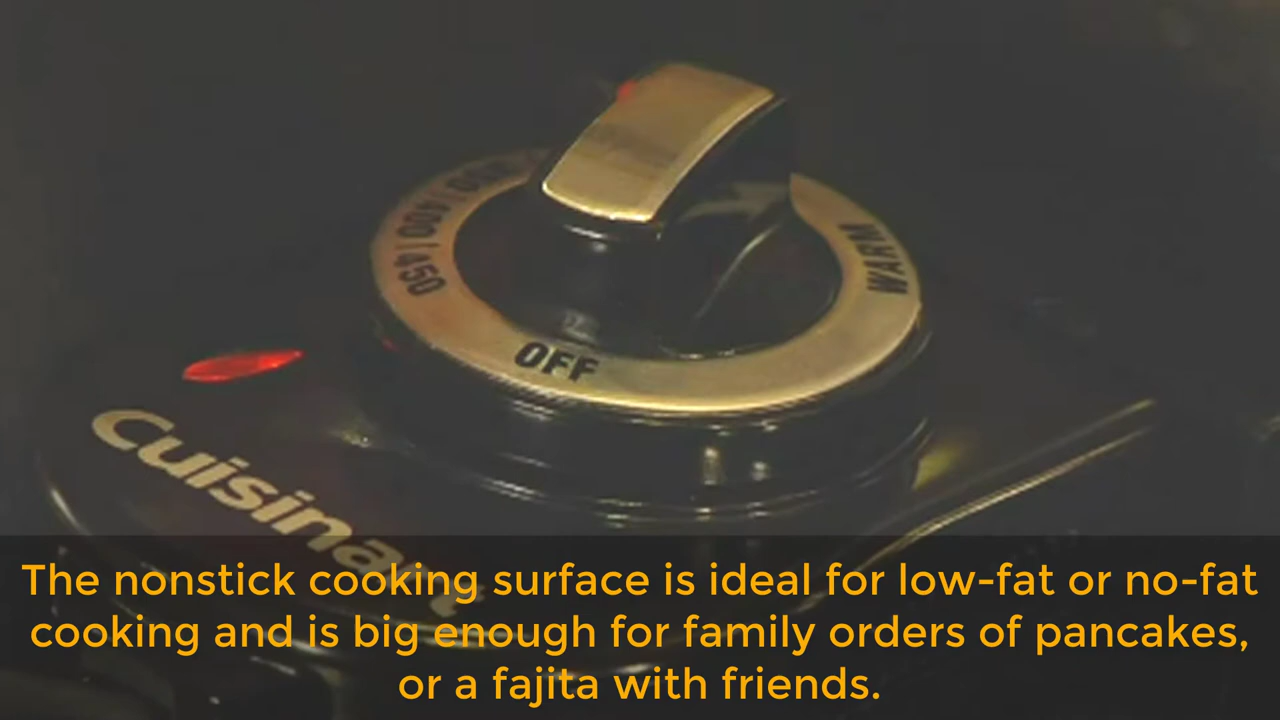 400 | 450
WARM
OFF
Cuisinart
The nonstick cooking surface is ideal for low-fat or no-fat
cooking and is big enough for family orders of pancakes,
or a fajita with friends.